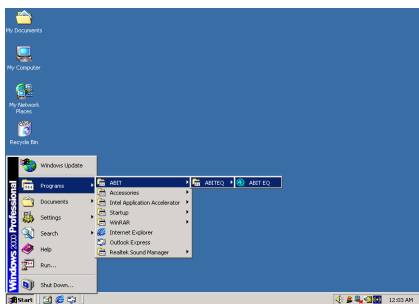 My Documents
My Computer
My Network
Places
Recycle Bin
Windows 2000 Professional
Windows Update
Programs
Documents
Settings
Search
Help
Run...
Shut Down...
ABIT
Accessories
Intel Application Accelerator
Startup
WinRAR
Internet Explorer
Outlook Express
Realtek Sound Manager
ABITEQ
ABIT EQ
Start
12:03 AM